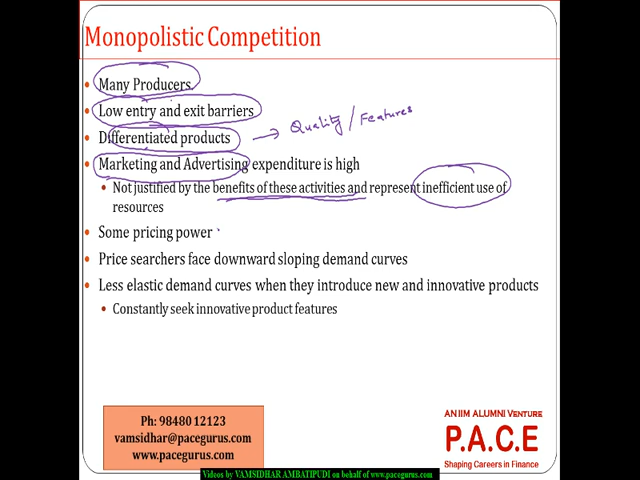 Monopolistic Competition
• Many Producers.
• Low entry and exit barriers
• Differentiated products → Quality / Features
• Marketing and Advertising expenditure is high
• Not justified by the benefits of these activities and represent inefficient use of
resources
• Some pricing power
• Price searchers face downward sloping demand curves.
• Less elastic demand curves when they introduce new and innovative products
• Constantly seek innovative product features
Ph: 98480 12123
vamsidhar@pacegurus.com
www.pacegurus.com
AN IIM ALUMNI VENTURE
P.A.C.E
Shaping Careers in Finance
Videos by VAMSIDHAR AMBATIPUDI on behalf of www.pacegurus.com